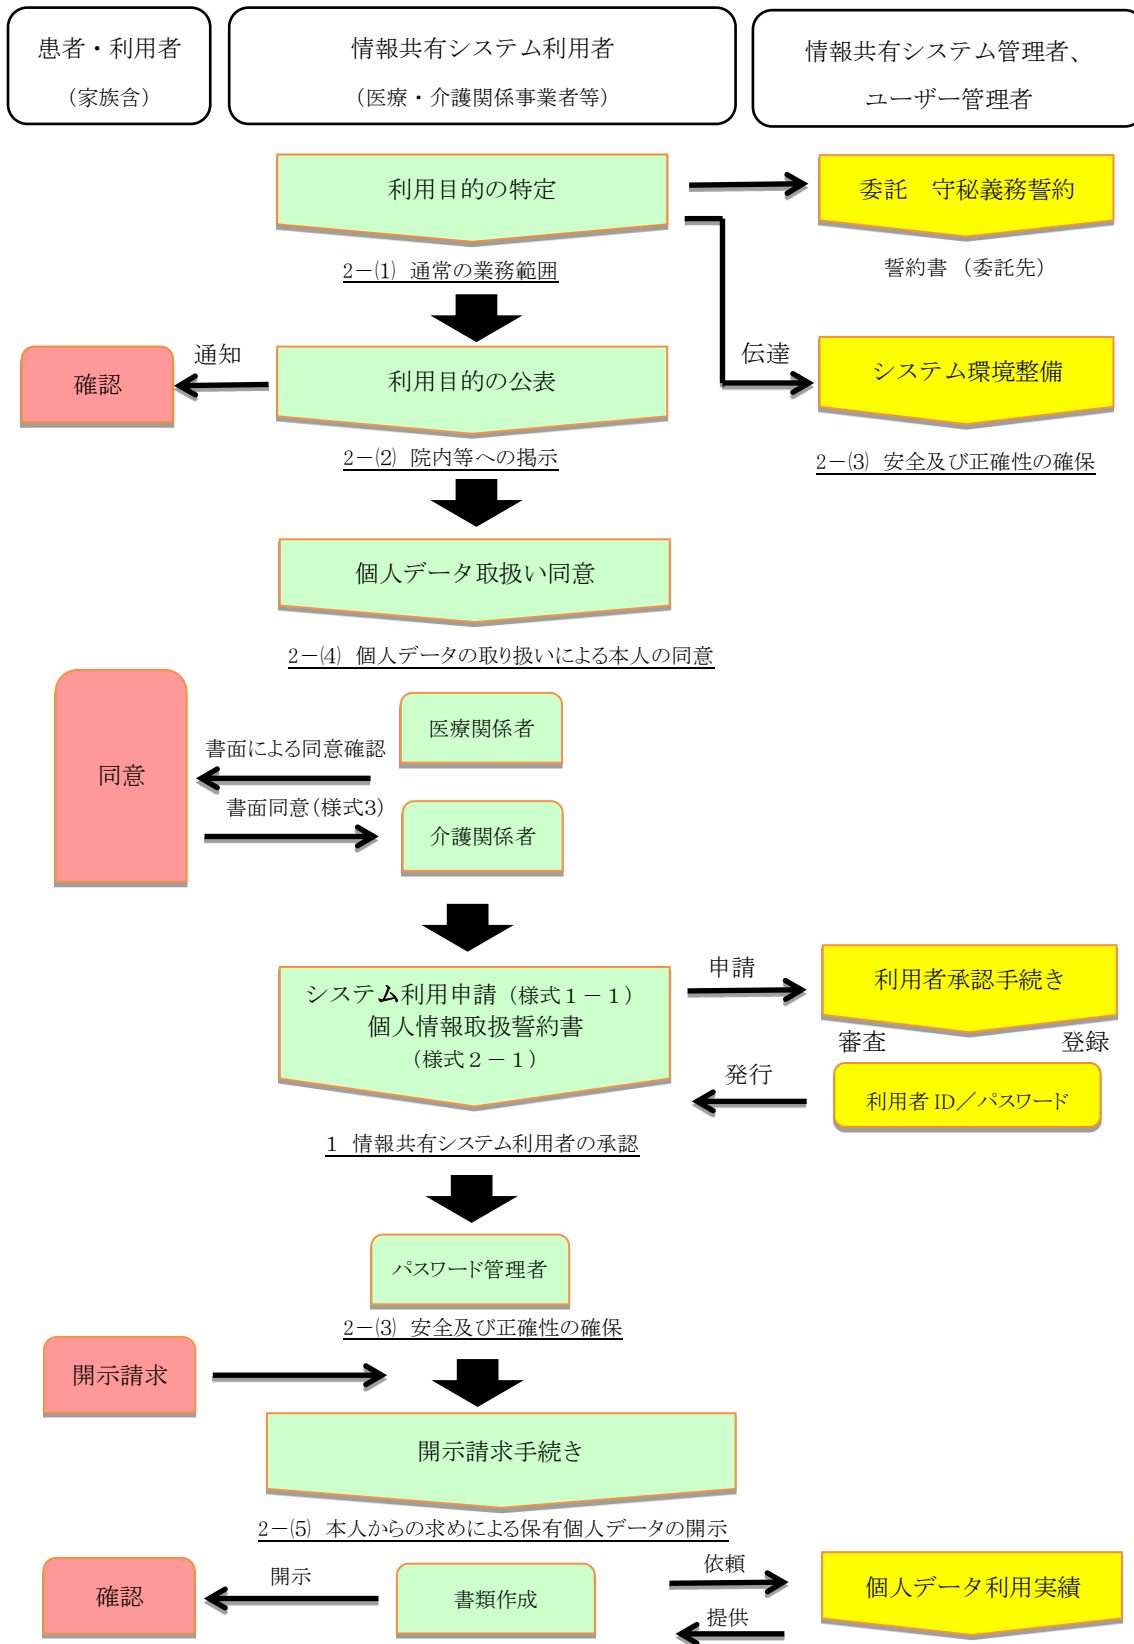 患者・利用者
（家族含）
情報共有システム利用者
（医療・介護関係事業者等）
情報共有システム管理者、
ユーザー管理者
利用目的の特定
委託　守秘義務誓約
2－⑴　通常の業務範囲
誓約書 （委託先）
通知
確認
利用目的の公表
伝達
システム環境整備
2－⑵　院内等への掲示
2－⑶　安全及び正確性の確保
個人データ取扱い同意
2－⑷　個人データの取り扱いによる本人の同意
医療関係者
書面による同意確認
同意
書面同意（様式３）
介護関係者
システム利用申請（様式１－１）
個人情報取扱誓約書
（様式２－１）
申請
利用者承認手続き
審査
登録
発行
利用者 ID／パスワード
１ 情報共有システム利用者の承認
パスワード管理者
2－⑶　安全及び正確性の確保
開示請求
開示請求手続き
2－⑸　本人からの求めによる保有個人データの開示
確認
開示
書類作成
依頼
提供
個人データ利用実績